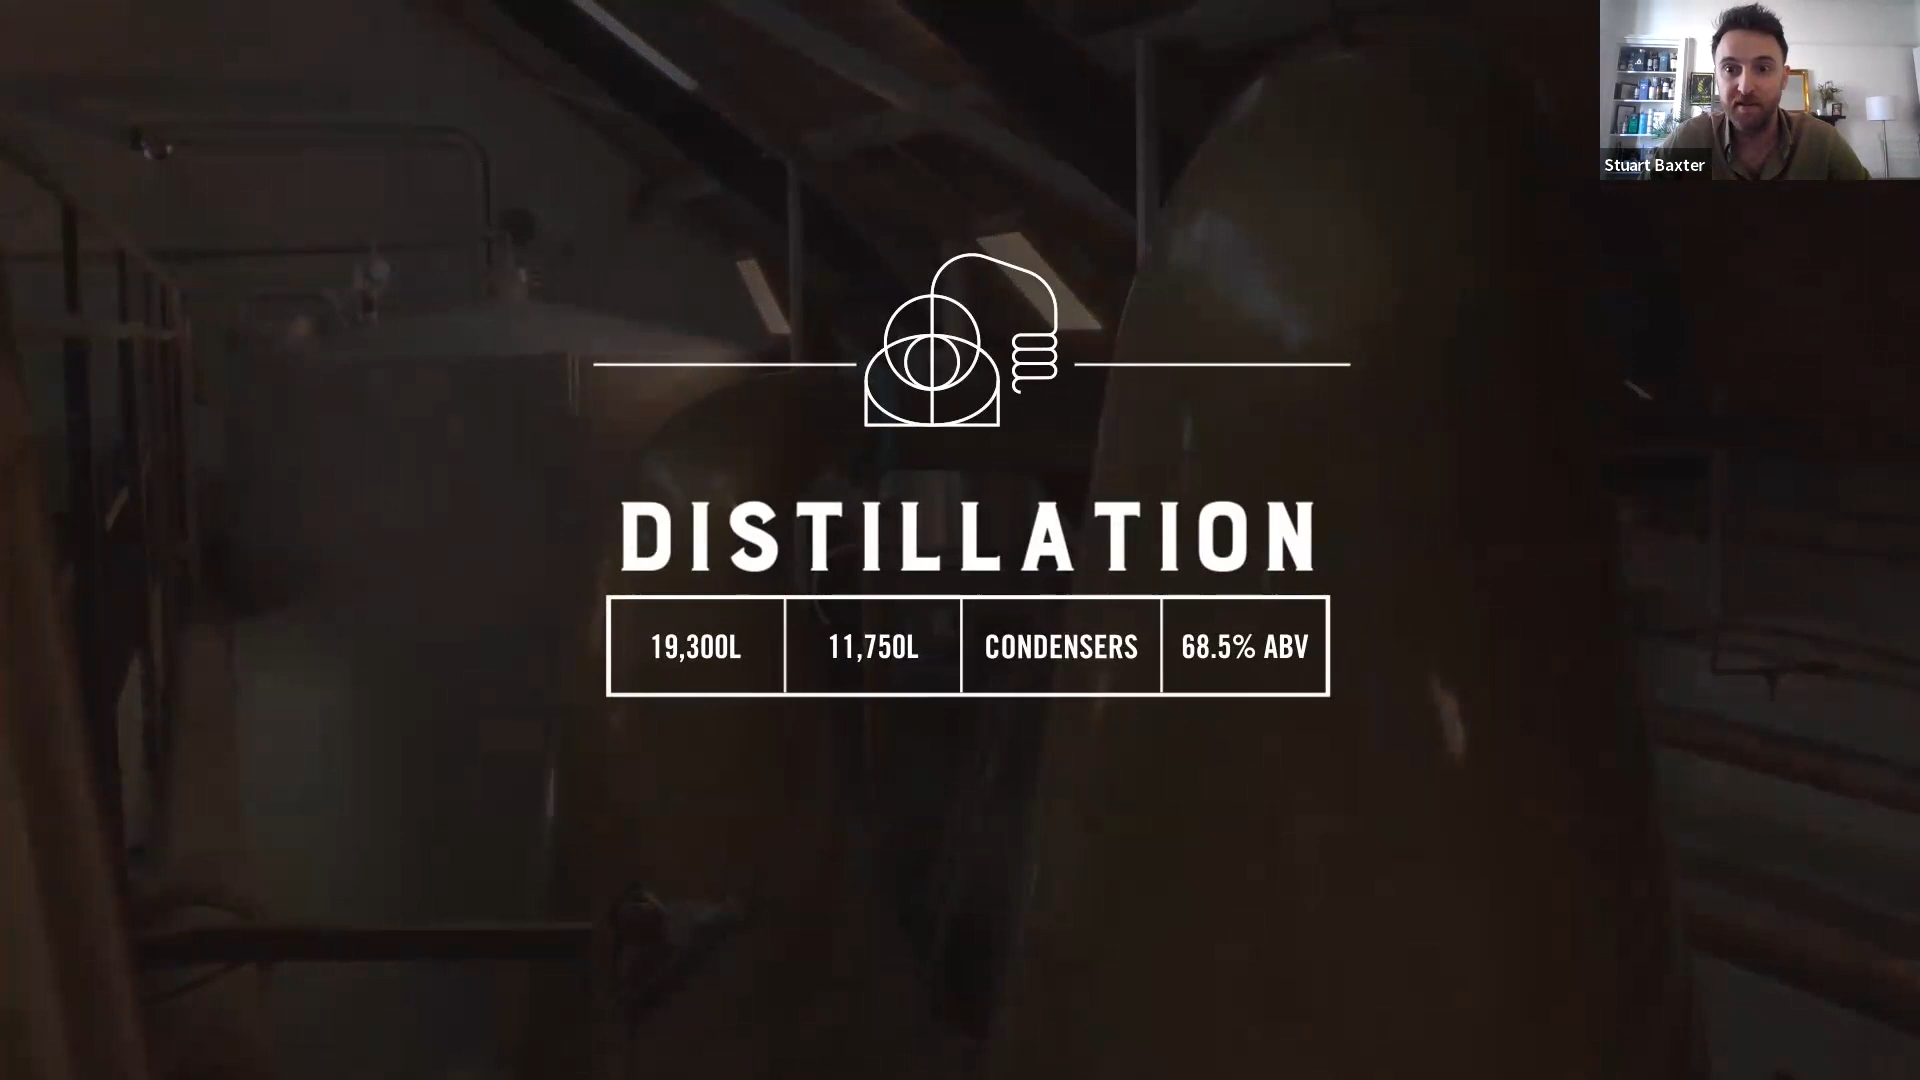 Stuart Baxter
DISTILLATION
19,300L
11,750L
CONDENSERS
68.5% ABV